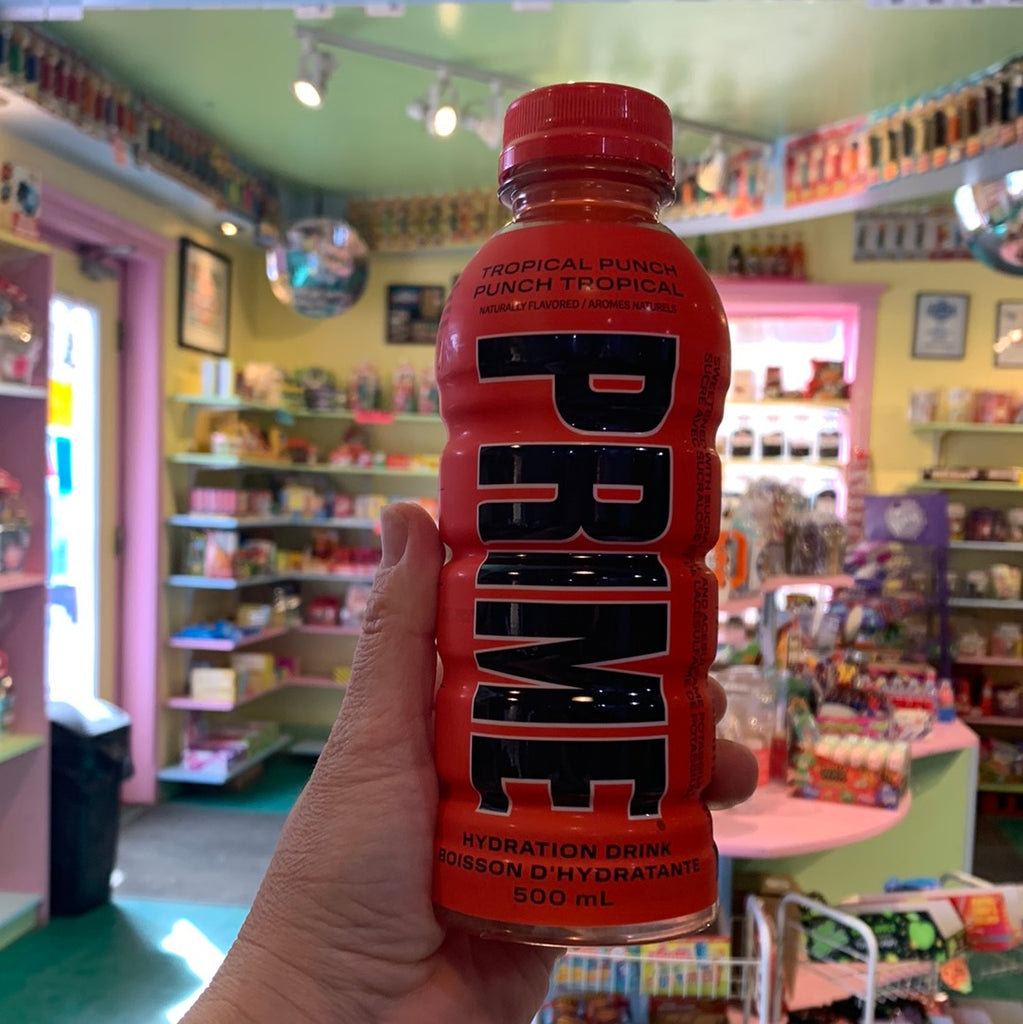 TROPICAL PUNCH
PUNCH TROPICAL
NATURALLY FLAVORED / AROMES NATURELS
PRIME
HYDRATION DRINK
BOISSON D'HYDRATANTE
500 mL